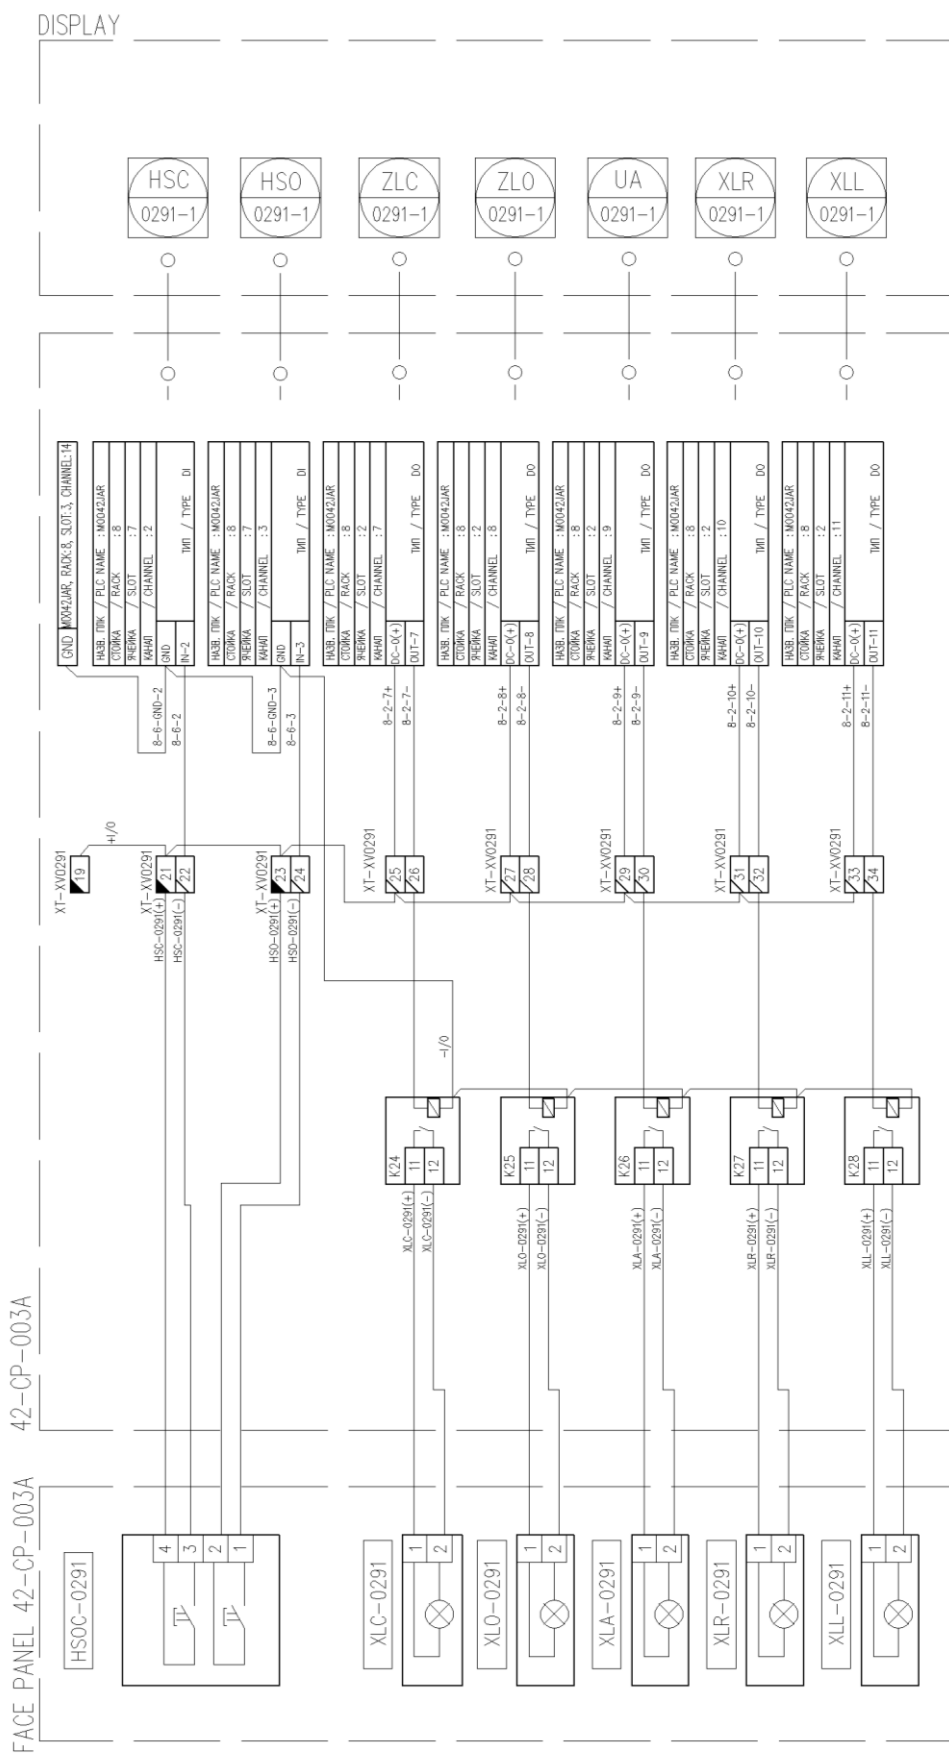 DISPLAY
HSC
0291-1
HSO
0291-1
ZLC
0291-1
ZLO
0291-1
UA
0291-1
XLR
0291-1
XLL
0291-1
GND M0042JAR, RACK:8, SLOT:3, CHANNEL:14
НАЗВ. ПЛК / PLC NAME :M0042JAR
СТОЙКА / RACK :8
ЯЧЕЙКА / SLOT :7
КАНАЛ / CHANNEL :2
GND
IN-2 ТИП / TYPE DI
НАЗВ. ПЛК / PLC NAME :M0042JAR
СТОЙКА / RACK :8
ЯЧЕЙКА / SLOT :7
КАНАЛ / CHANNEL :3
GND
IN-3 ТИП / TYPE DI
НАЗВ. ПЛК / PLC NAME :M0042JAR
СТОЙКА / RACK :8
ЯЧЕЙКА / SLOT :2
КАНАЛ / CHANNEL :7
DC-0(+)
OUT-7 ТИП / TYPE DO
НАЗВ. ПЛК / PLC NAME :M0042JAR
СТОЙКА / RACK :8
ЯЧЕЙКА / SLOT :2
КАНАЛ / CHANNEL :8
DC-0(+)
OUT-8 ТИП / TYPE DO
НАЗВ. ПЛК / PLC NAME :M0042JAR
СТОЙКА / RACK :8
ЯЧЕЙКА / SLOT :2
КАНАЛ / CHANNEL :9
DC-0(+)
OUT-9 ТИП / TYPE DO
НАЗВ. ПЛК / PLC NAME :M0042JAR
СТОЙКА / RACK :8
ЯЧЕЙКА / SLOT :2
КАНАЛ / CHANNEL :10
DC-0(+)
OUT-10 ТИП / TYPE DO
НАЗВ. ПЛК / PLC NAME :M0042JAR
СТОЙКА / RACK :8
ЯЧЕЙКА / SLOT :2
КАНАЛ / CHANNEL :11
DC-0(+)
OUT-11 ТИП / TYPE DO
8-6-GND-2
8-6-2
8-6-GND-3
8-6-3
8-2-7+
8-2-7-
8-2-8+
8-2-8-
8-2-9+
8-2-9-
8-2-10+
8-2-10-
8-2-11+
8-2-11-
+I/0
XT-XV0291
19
XT-XV0291
21
22
XT-XV0291
23
24
XT-XV0291
25
26
XT-XV0291
27
28
XT-XV0291
29
30
XT-XV0291
31
32
XT-XV0291
33
34
HSC-0291(+)
HSC-0291(-)
HSO-0291(+)
HSO-0291(-)
-I/0
K24
11
12
K25
11
12
K26
11
12
K27
11
12
K28
11
12
XLC-0291(+)
XLC-0291(-)
XLO-0291(+)
XLO-0291(-)
XLA-0291(+)
XLA-0291(-)
XLR-0291(+)
XLR-0291(-)
XLL-0291(+)
XLL-0291(-)
42-CP-003A
FACE PANEL 42-CP-003A
HSOC-0291
4
3
2
1
XLC-0291
1
2
XLO-0291
1
2
XLA-0291
1
2
XLR-0291
1
2
XLL-0291
1
2